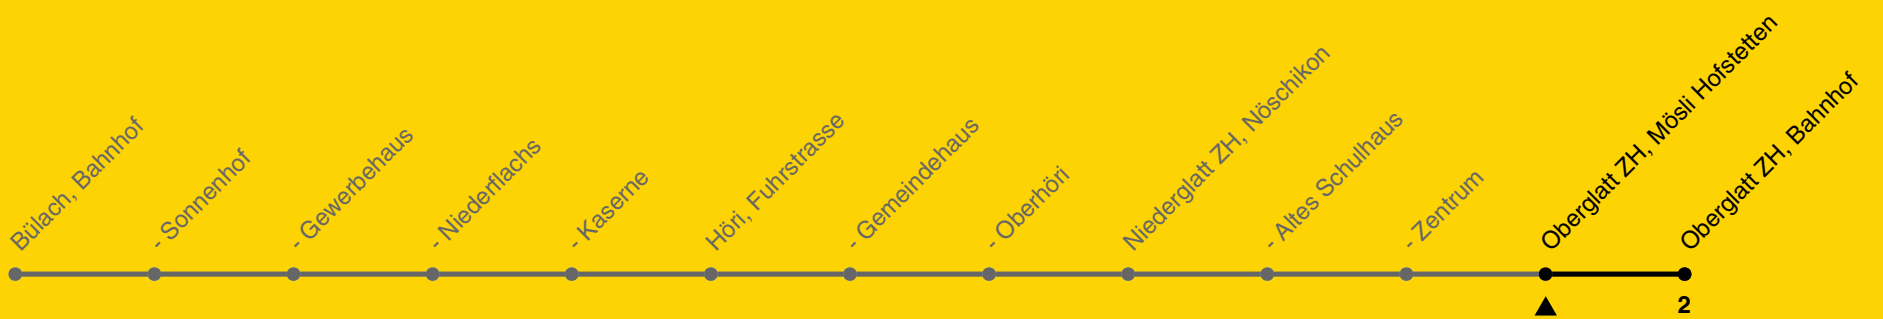 Bülach, Bahnhof
- Sonnenhof
- Gewerbehaus
- Niederflachs
- Kaserne
Höri, Fuhrstrasse
- Gemeindehaus
- Oberhöri
Niederglatt ZH, Nöschikon
- Altes Schulhaus
- Zentrum
Oberglatt ZH, Mösli Hofstetten
Oberglatt ZH, Bahnhof
2